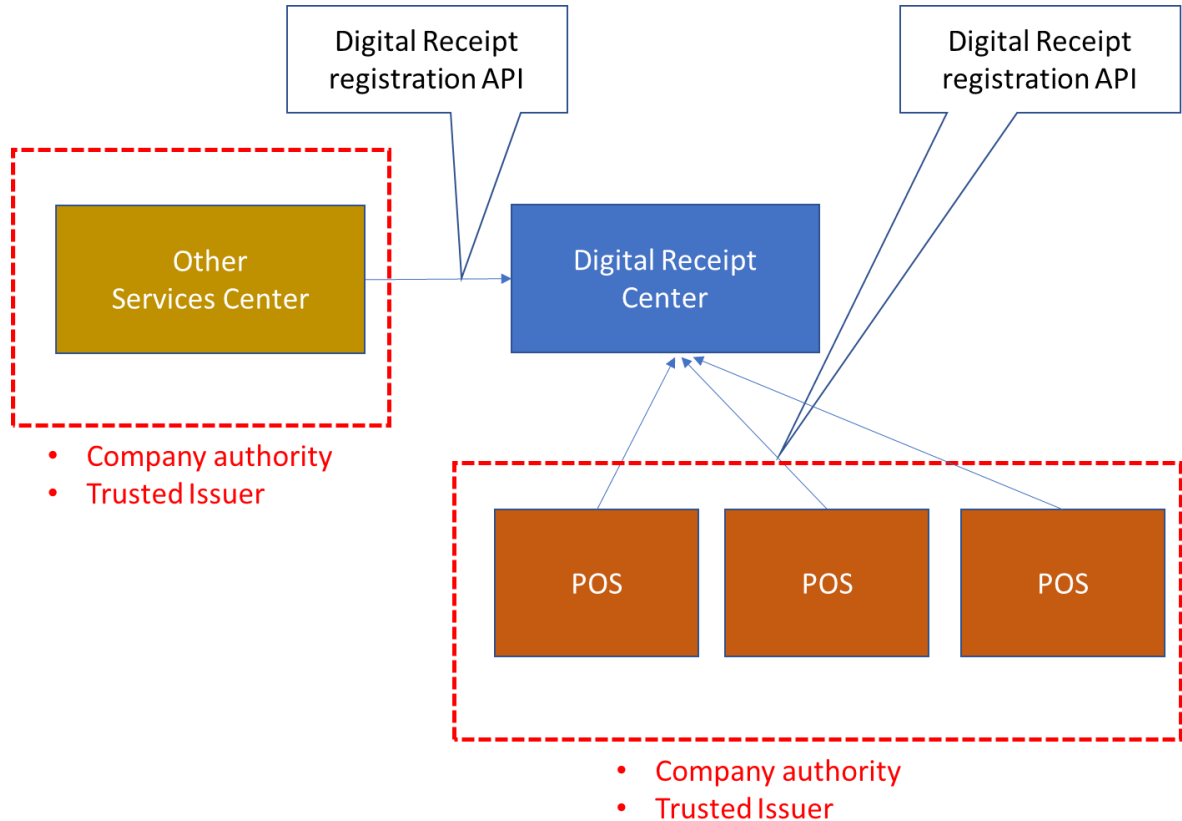 Digital Receipt
registration API
Digital Receipt
registration API
Other
Services Center
Digital Receipt
Center
• Company authority
• Trusted Issuer
POS
POS
POS
• Company authority
• Trusted Issuer